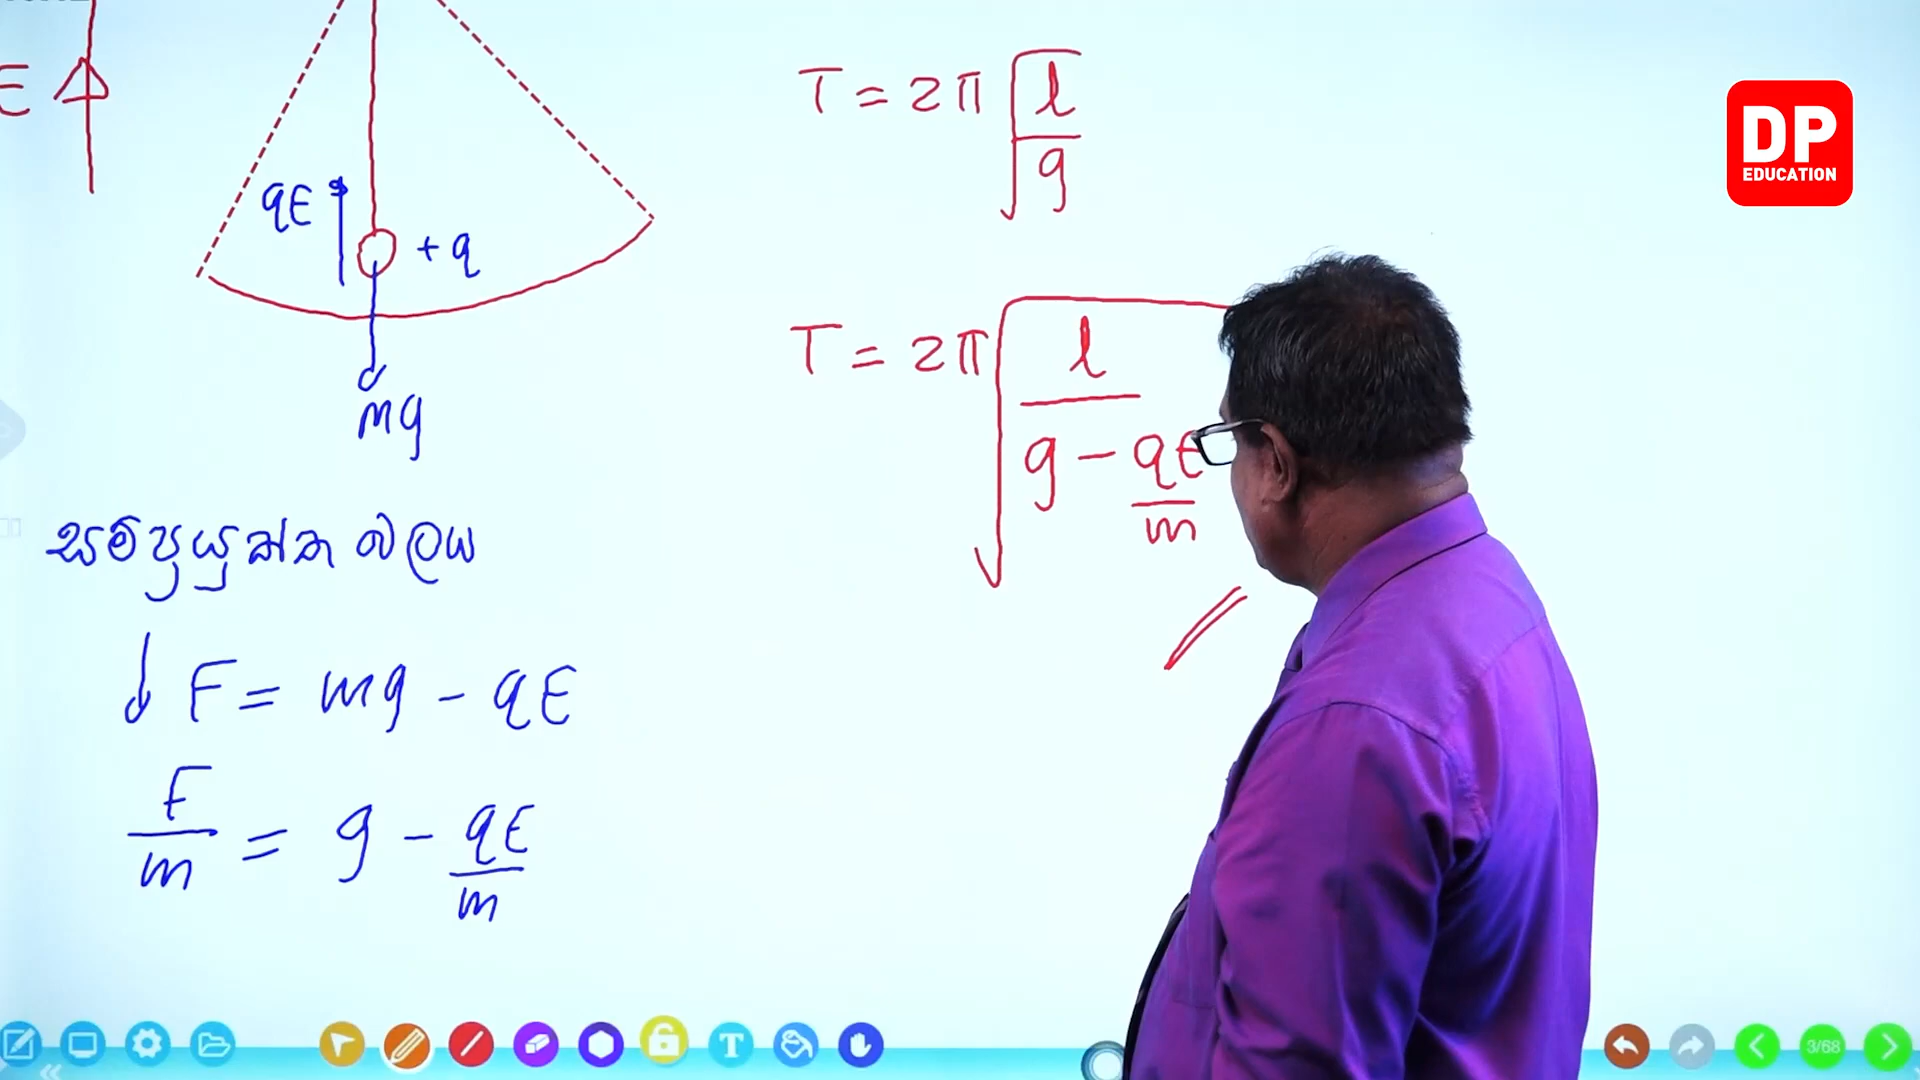 E
qE
+q
mg
සම්ප්‍රයුක්ත බලය
F = mg - qE
F/m = g - qE/m
T = 2π √(l/g)
T = 2π √(l/(g - qE/m))
DP
EDUCATION
T
3/68